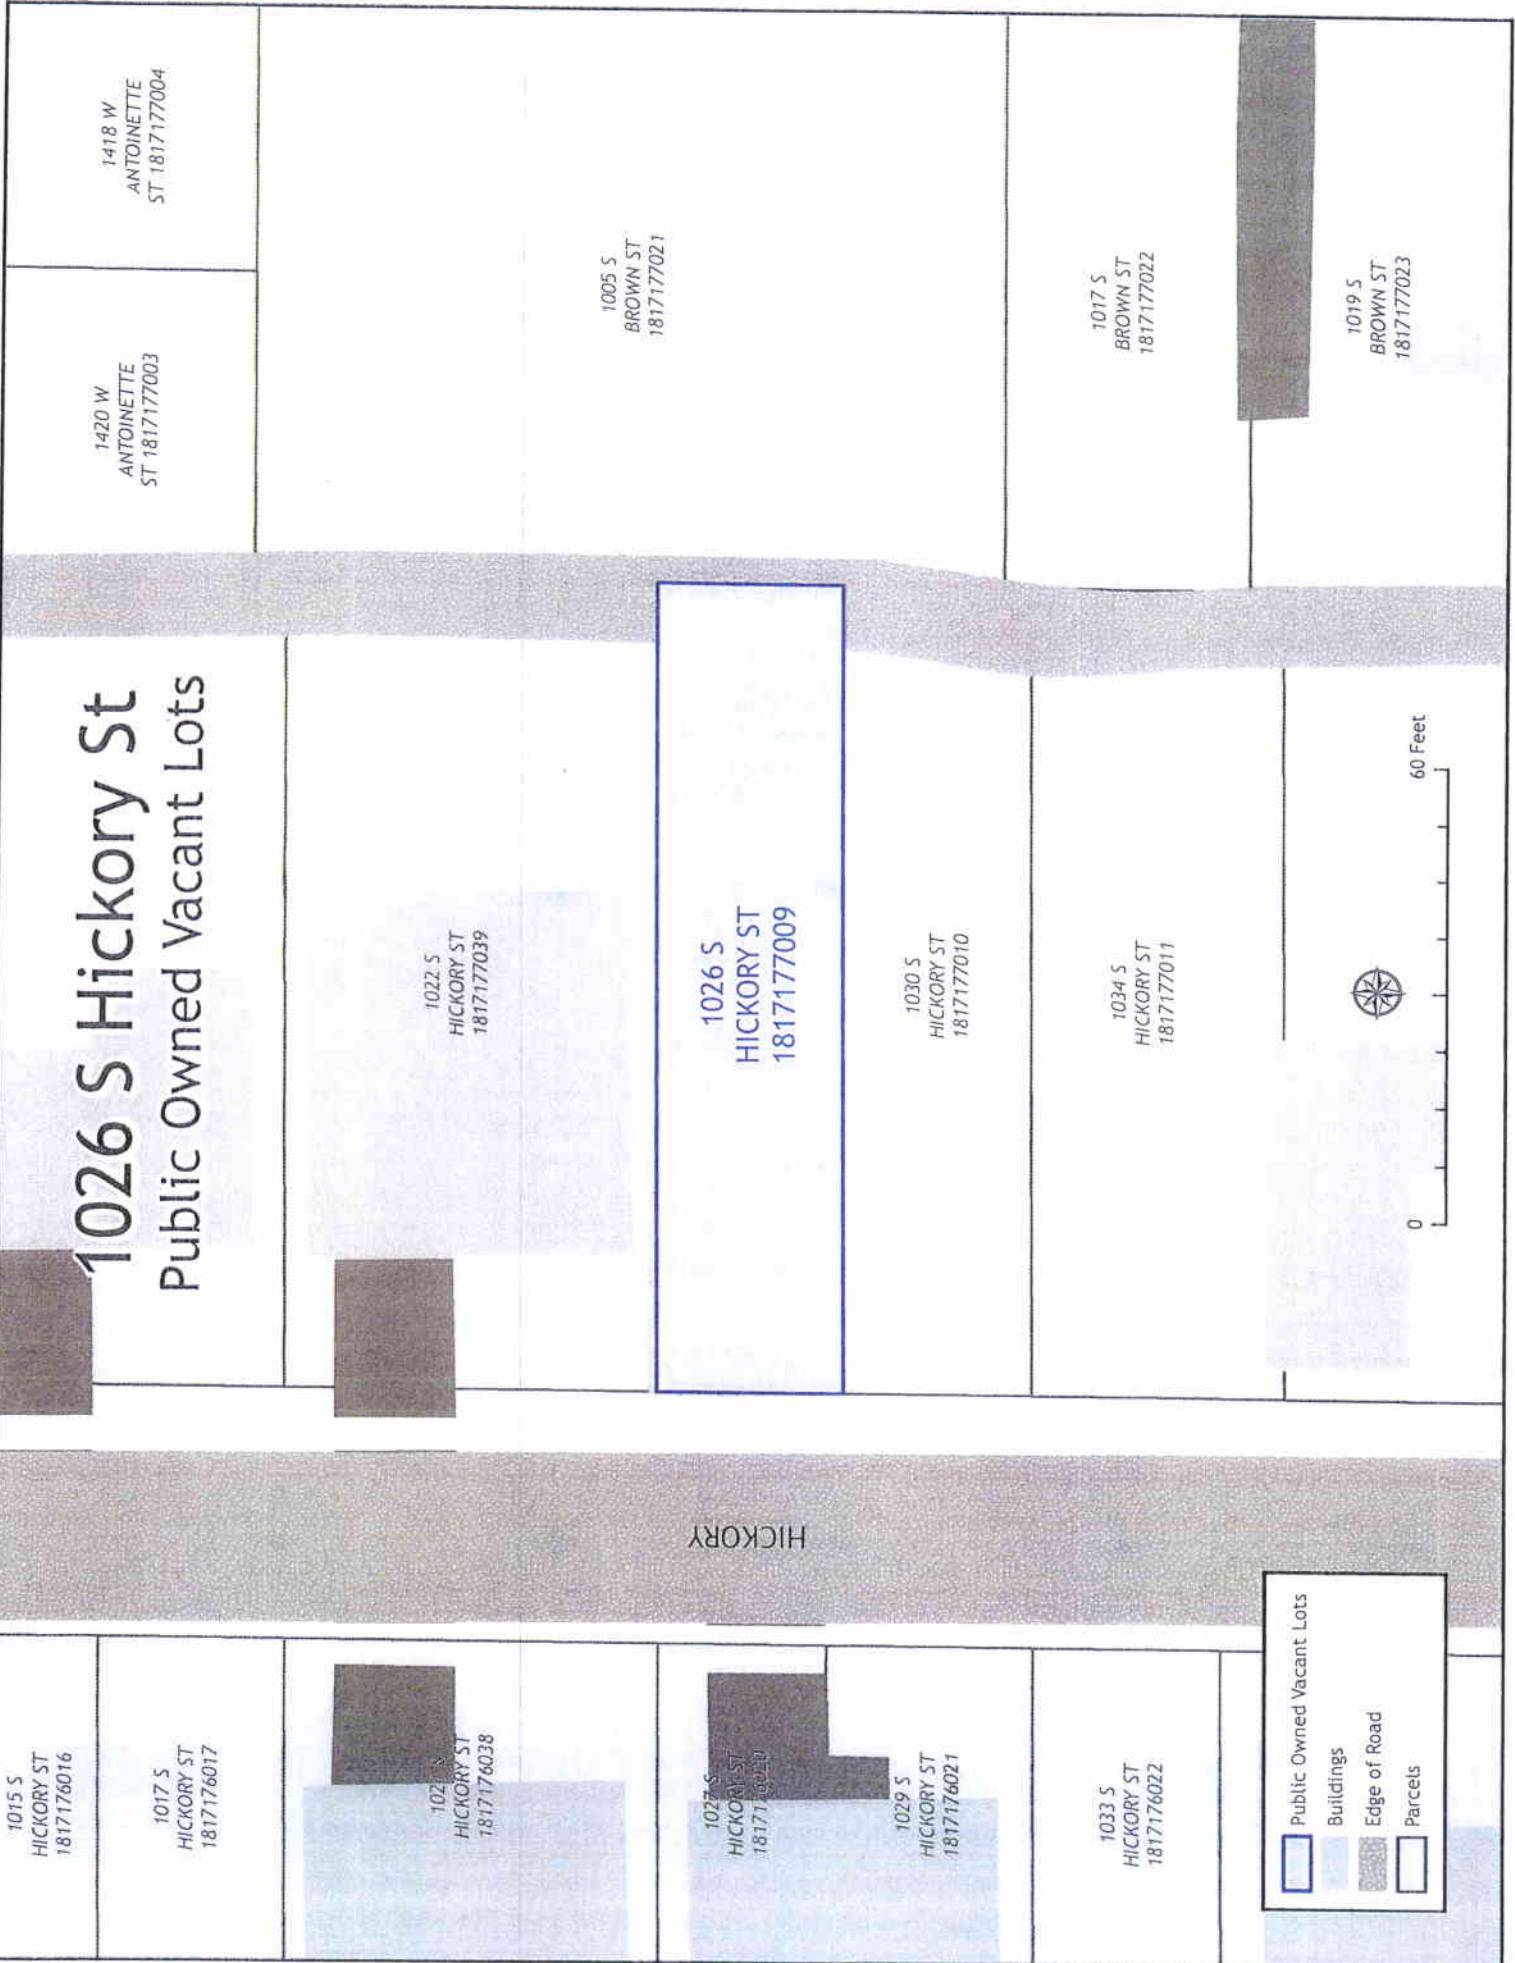 1026 S Hickory St
Public Owned Vacant Lots
1015 S
HICKORY ST
1817176016
1017 S
HICKORY ST
1817176017
HICKORY ST
1817176038
1027 S
HICKORY ST
1029 S
HICKORY ST
1817176021
1033 S
HICKORY ST
1817176022
HICKORY
1022 S
HICKORY ST
1817177039
1026 S
HICKORY ST
1817177009
1030 S
HICKORY ST
1817177010
1034 S
HICKORY ST
1817177011
1420 W
ANTOINETTE
ST 1817177003
1418 W
ANTOINETTE
ST 1817177004
1005 S
BROWN ST
1817177021
1017 S
BROWN ST
1817177022
1019 S
BROWN ST
1817177023
Public Owned Vacant Lots
Buildings
Edge of Road
Parcels
0
60 Feet